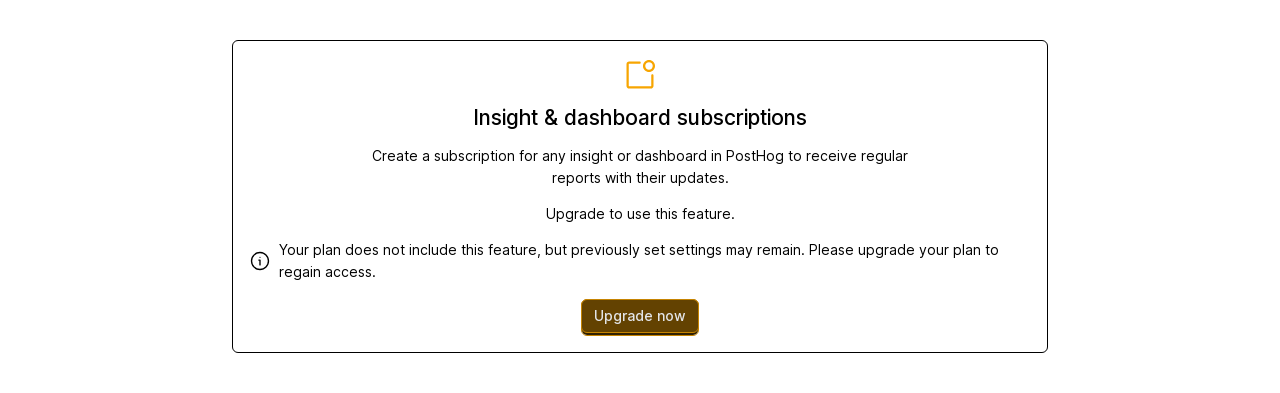 Insight & dashboard subscriptions
Create a subscription for any insight or dashboard in PostHog to receive regular
reports with their updates.
Upgrade to use this feature.
Your plan does not include this feature, but previously set settings may remain. Please upgrade your plan to
regain access.
Upgrade now